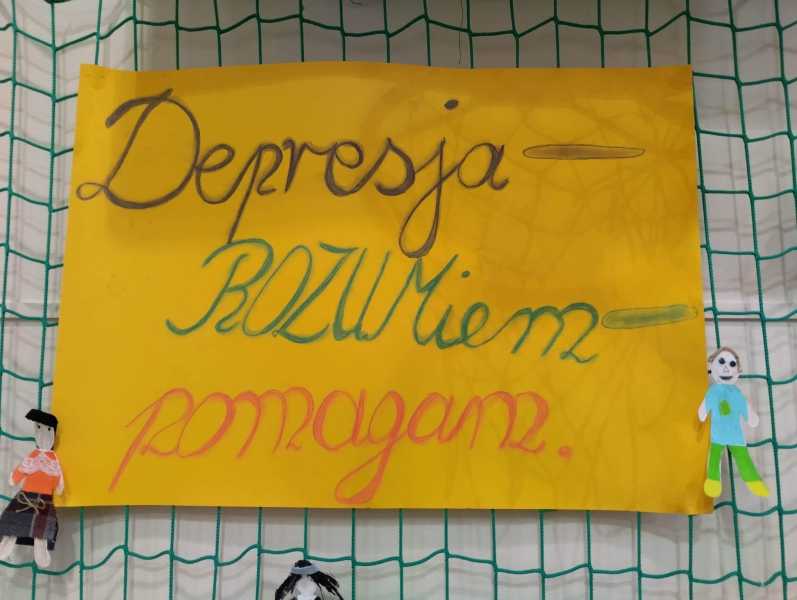 Depresja —
ROZUMiem —
pomagam.